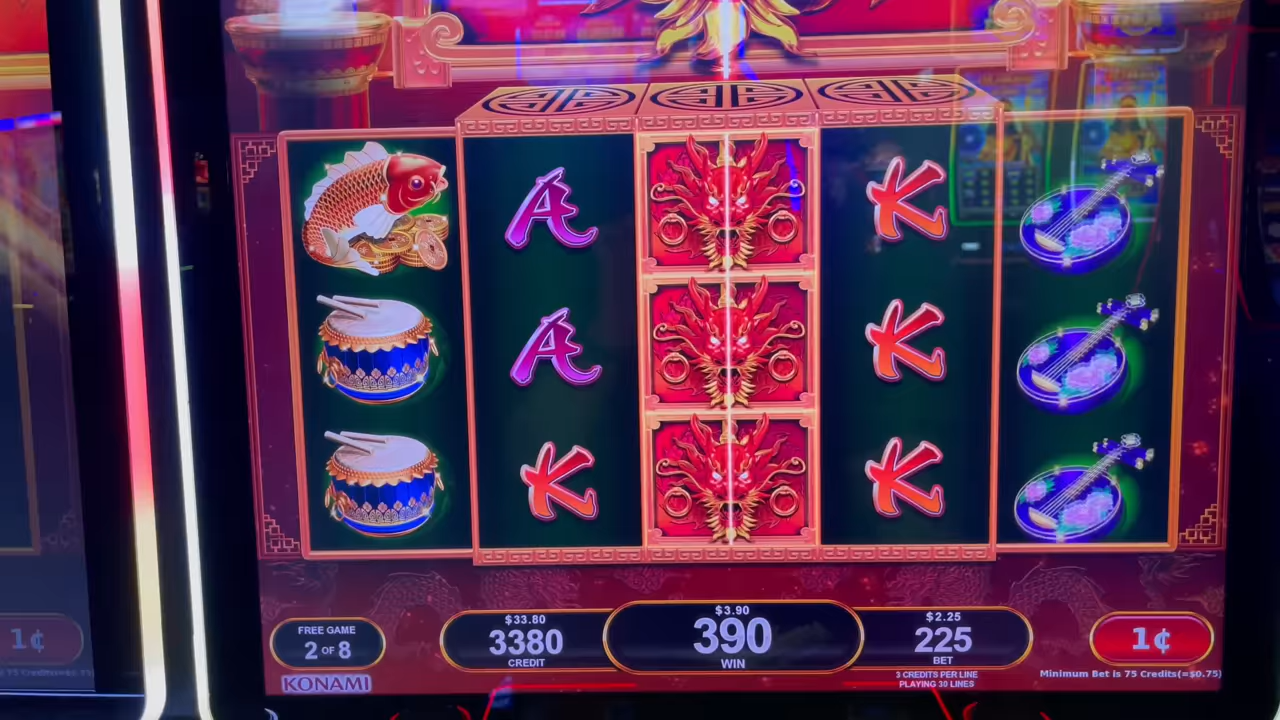 A K
A K
K K
FREE GAME
2 OF 8
$33.80
3380
CREDIT
$3.90
390
WIN
$2.25
225
BET
3 CREDITS PER LINE
PLAYING 30 LINES
1¢
Minimum Bet is 75 Credits(=$0.75)
KONAMI
1¢